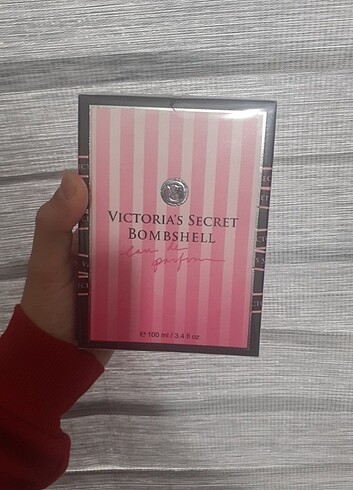 VICTORIA'S SECRET
BOMBSHELL
eau de
parfum
e 100 ml / 3.4 fl oz